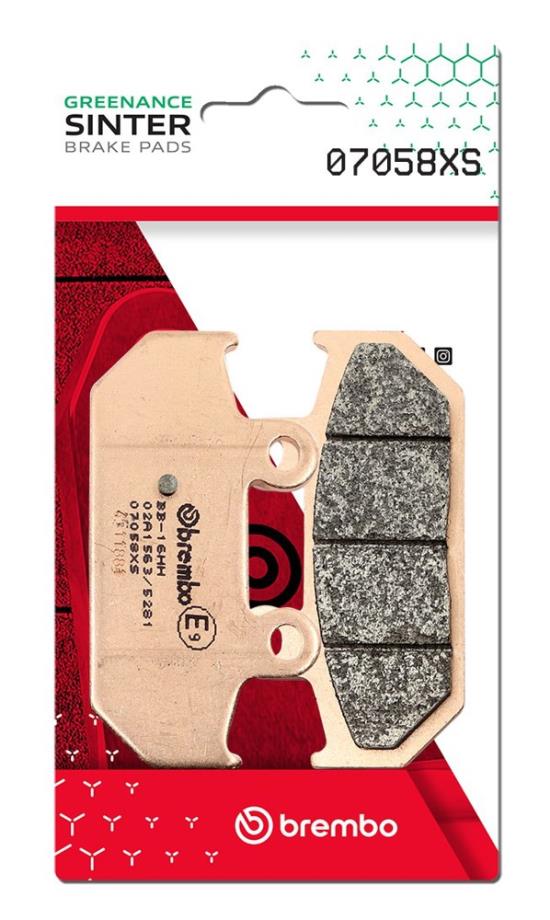 GREENANCE
SINTER
BRAKE PADS
07058XS
brembo
BB-16HH
02A1563/5281
07058XS
E9
brembo